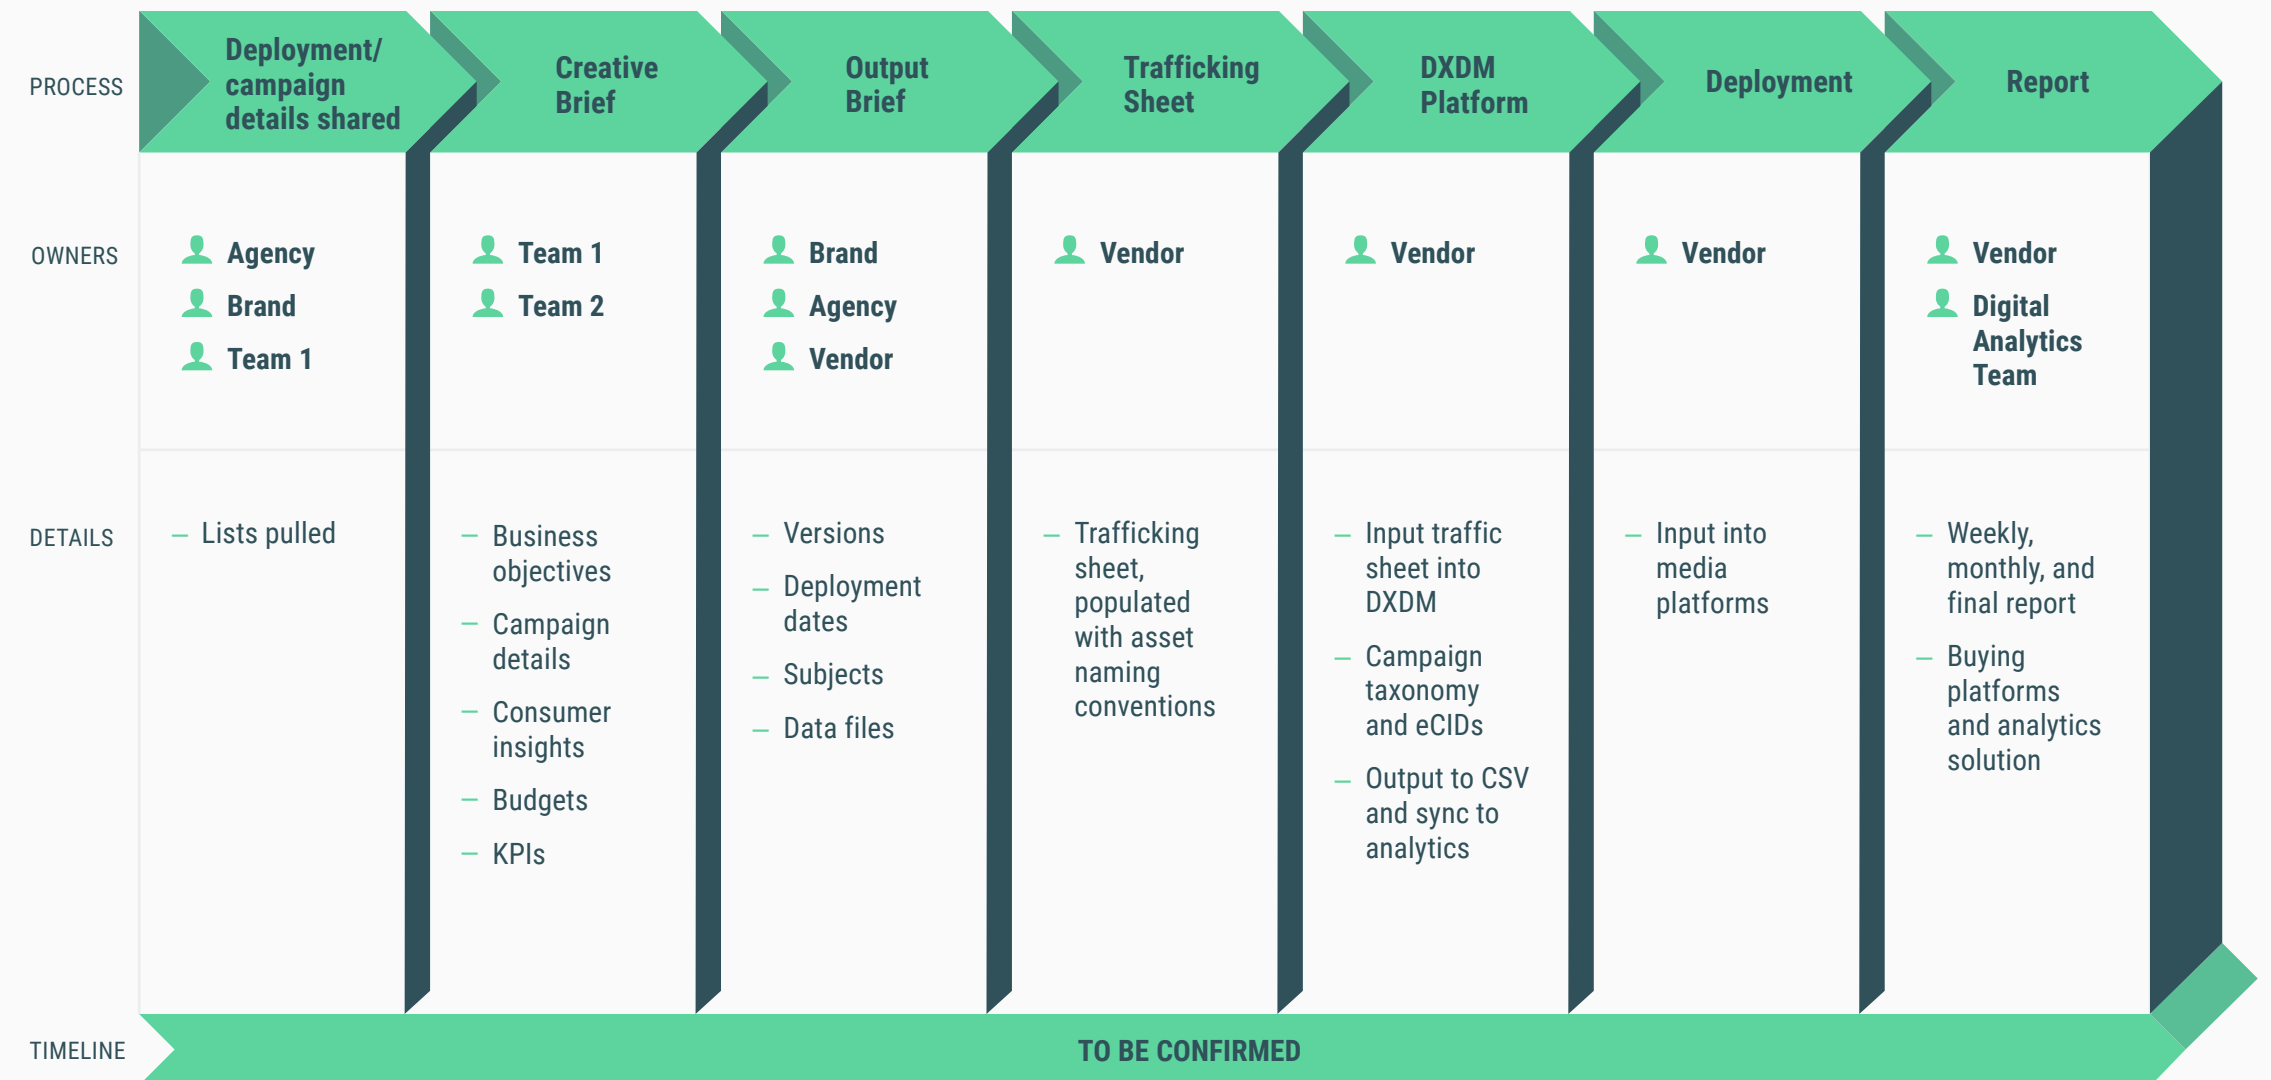 PROCESS
Deployment/
campaign
details shared
Creative
Brief
Output
Brief
Trafficking
Sheet
DXDM
Platform
Deployment
Report
OWNERS
Agency
Brand
Team 1
Team 1
Team 2
Brand
Agency
Vendor
Vendor
Vendor
Vendor
Vendor
Digital
Analytics
Team
DETAILS
– Lists pulled
– Business
objectives
– Campaign
details
– Consumer
insights
– Budgets
– KPIs
– Versions
– Deployment
dates
– Subjects
– Data files
– Trafficking
sheet,
populated
with asset
naming
conventions
– Input traffic
sheet into
DXDM
– Campaign
taxonomy
and eCIDs
– Output to CSV
and sync to
analytics
– Input into
media
platforms
– Weekly,
monthly, and
final report
– Buying
platforms
and analytics
solution
TIMELINE
TO BE CONFIRMED